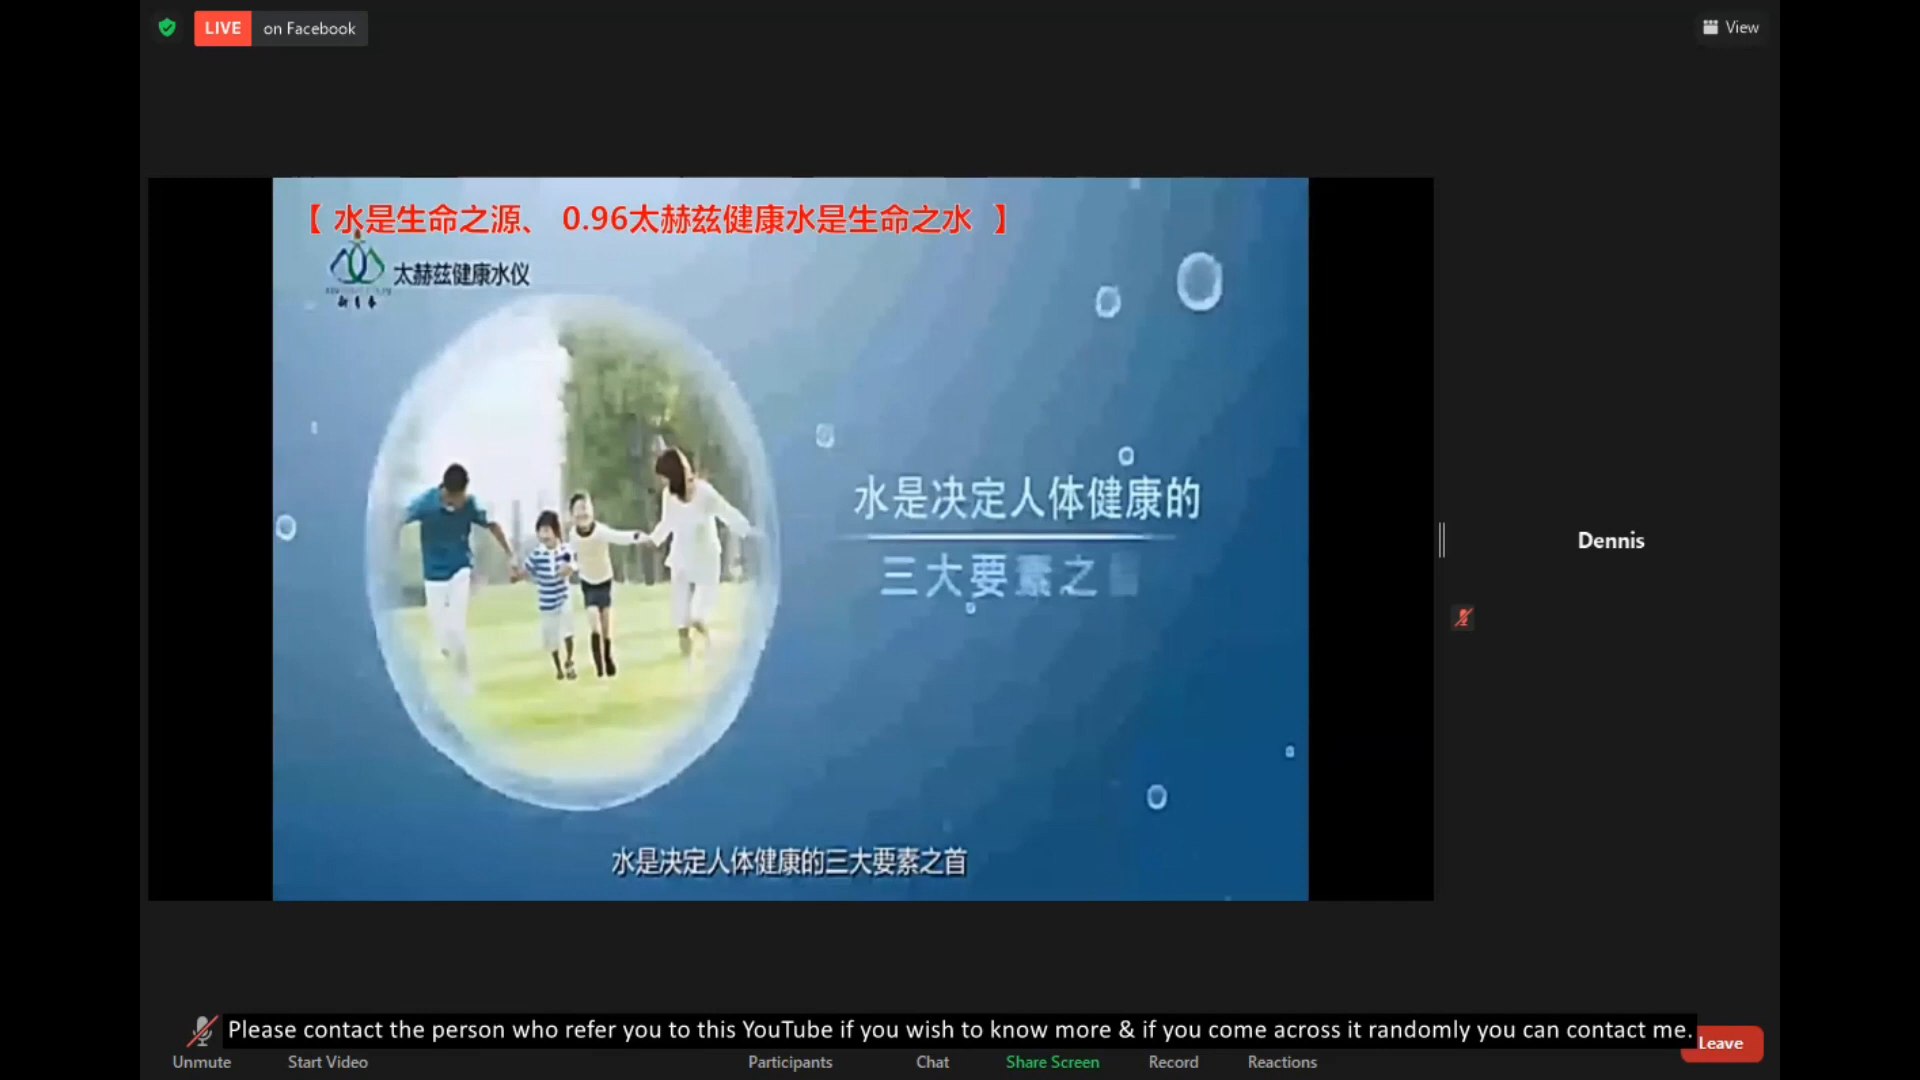 LIVE on Facebook
View
【 水是生命之源、 0.96太赫兹健康水是生命之水 】
太赫兹健康水仪
水是决定人体健康的
三大要素之
水是决定人体健康的三大要素之首
Dennis
Please contact the person who refer you to this YouTube if you wish to know more & if you come across it randomly you can contact me.
Leave
Unmute
Start Video
Participants
Chat
Share Screen
Record
Reactions